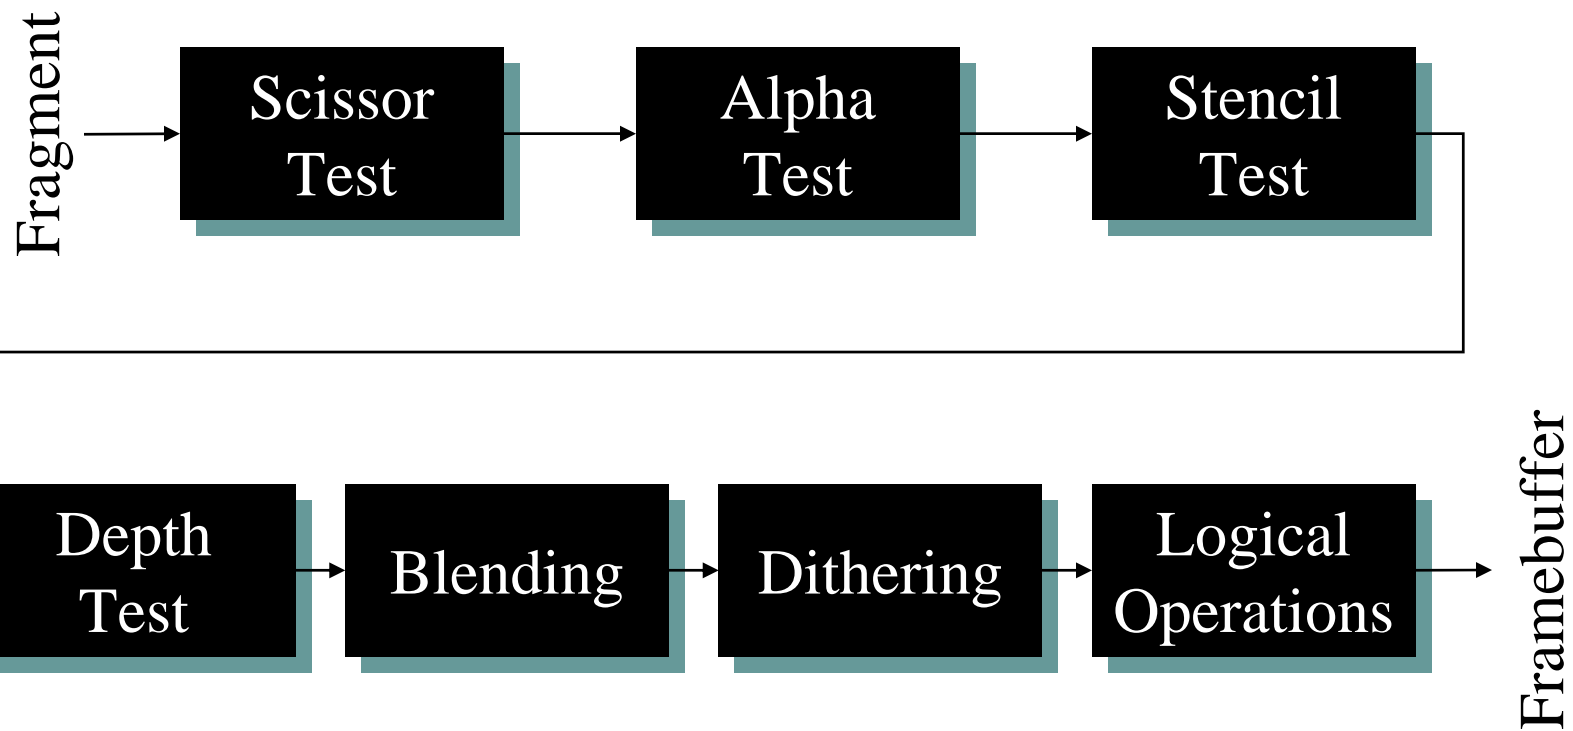 Fragment
Scissor
Test
Alpha
Test
Stencil
Test
Depth
Test
Blending
Dithering
Logical
Operations
Framebuffer